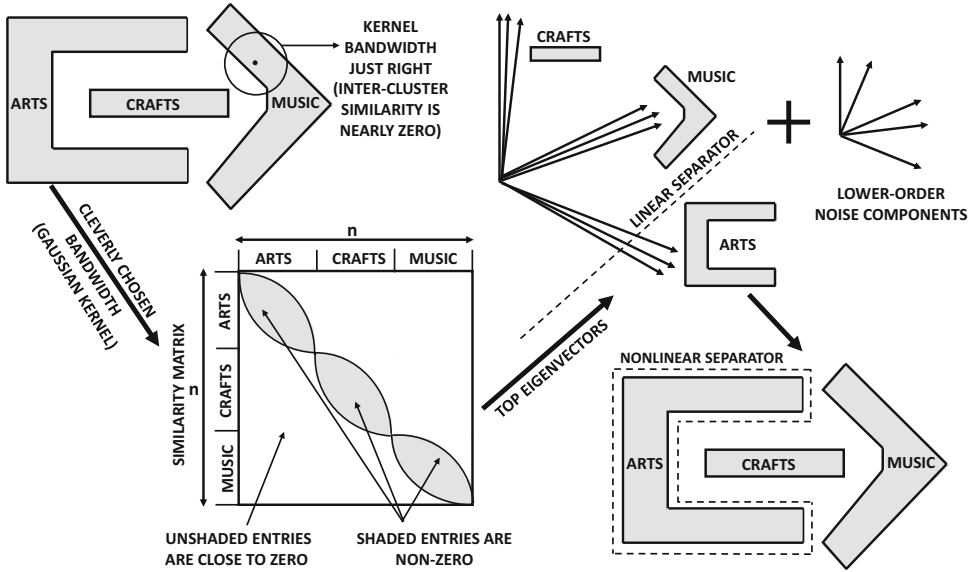 ARTS
CRAFTS
MUSIC
KERNEL
BANDWIDTH
JUST RIGHT
(INTER-CLUSTER
SIMILARITY IS
NEARLY ZERO)
CRAFTS
MUSIC
LINEAR SEPARATOR
ARTS
LOWER-ORDER
NOISE COMPONENTS
CLEVERLY CHOSEN
BANDWIDTH
(GAUSSIAN KERNEL)
n
ARTS
CRAFTS
MUSIC
SIMILARITY MATRIX
n
ARTS
CRAFTS
MUSIC
UNSHADED ENTRIES
ARE CLOSE TO ZERO
SHADED ENTRIES ARE
NON-ZERO
TOP EIGENVECTORS
NONLINEAR SEPARATOR
ARTS
CRAFTS
MUSIC